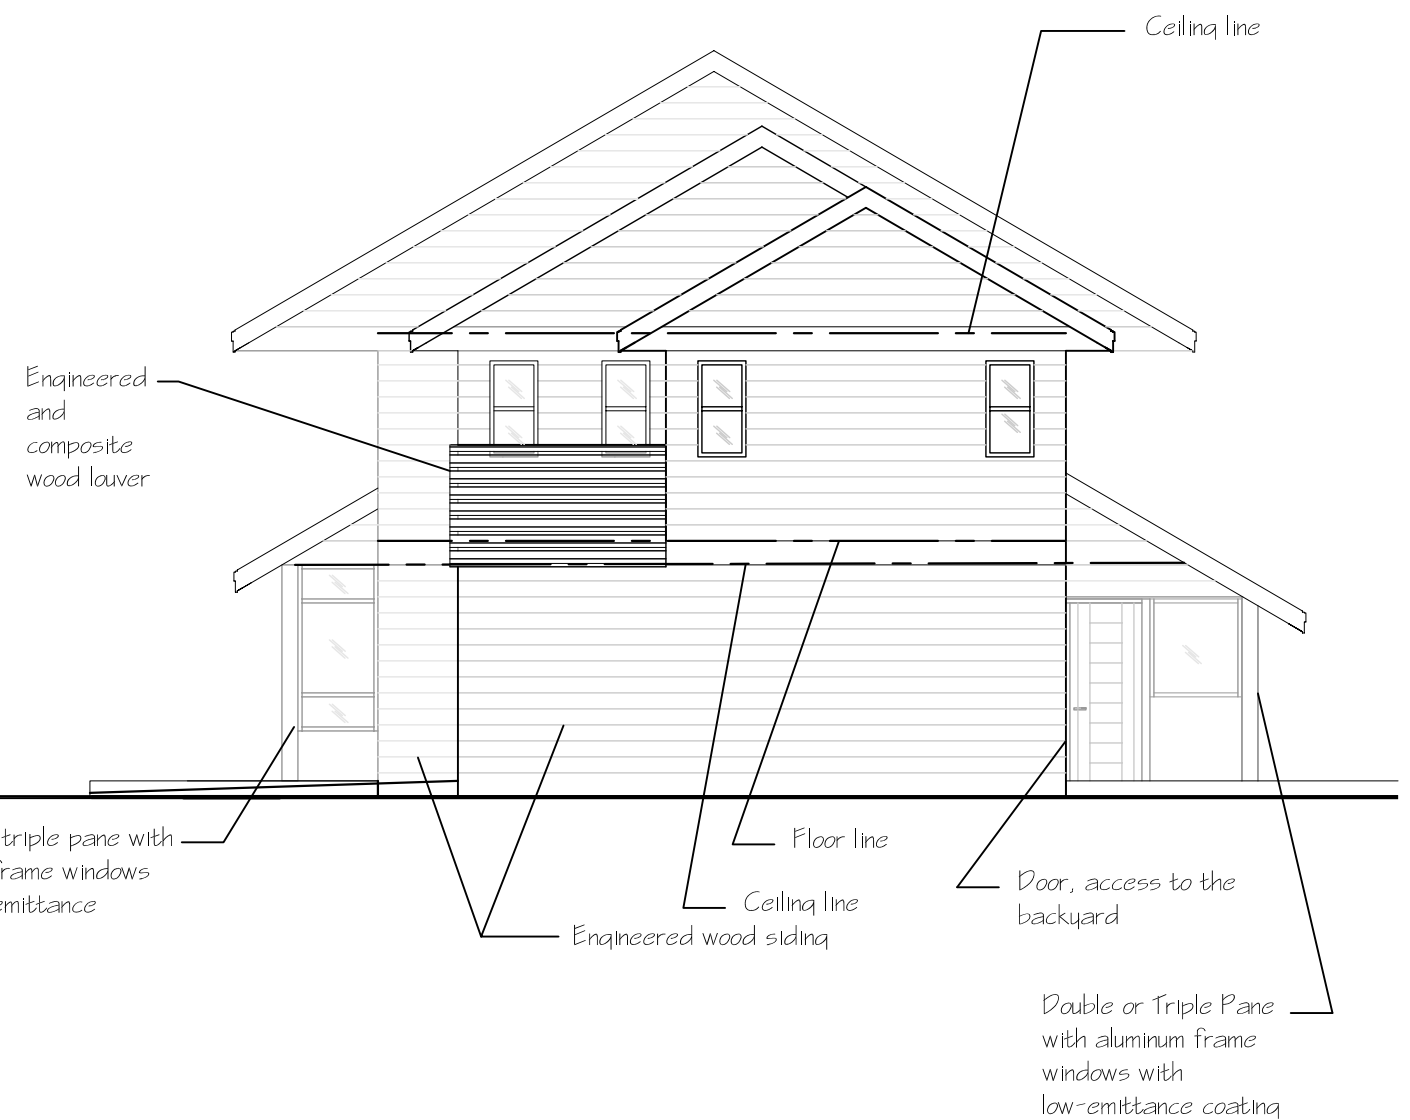 Ceiling line
Engineered
and
composite
wood louver
triple pane with
frame windows
emittance
Floor line
Ceiling line
Engineered wood siding
Door, access to the
backyard
Double or Triple Pane
with aluminum frame
windows with
low-emittance coating